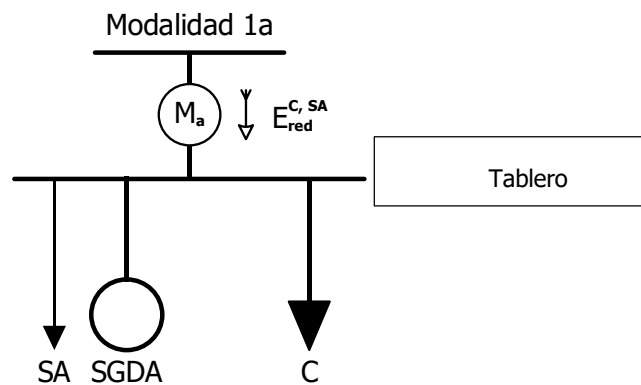 Modalidad 1a
Ma
E red C, SA
Tablero
SA SGDA C